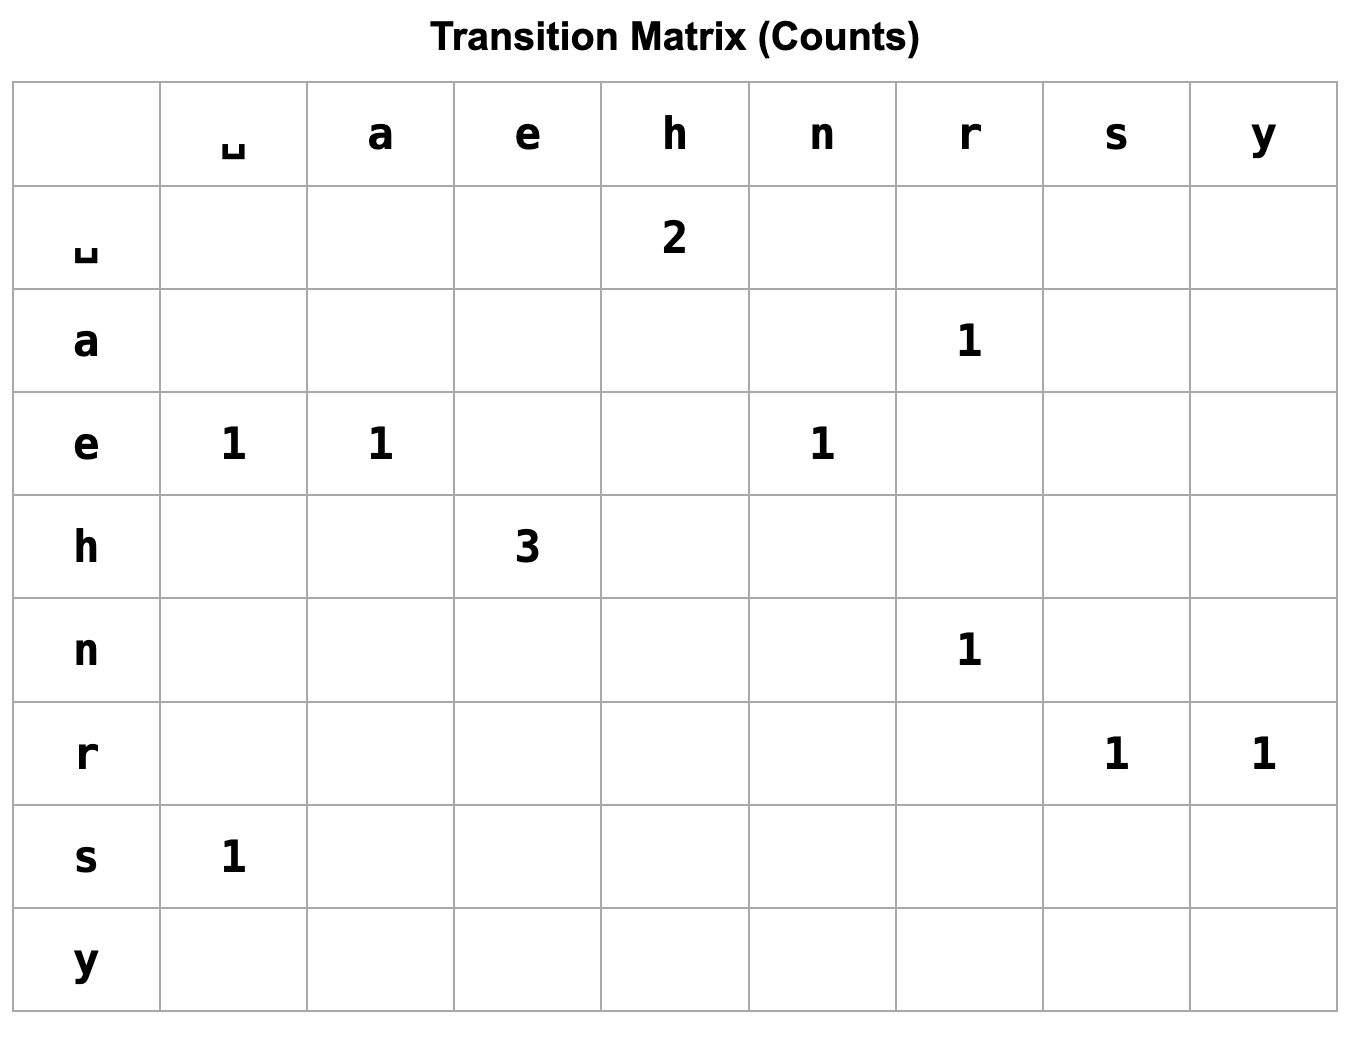 Transition Matrix (Counts)
␣ a e h n r s y
␣ 2
a 1
e 1 1 1
h 3
n 1
r 1 1
s 1
y